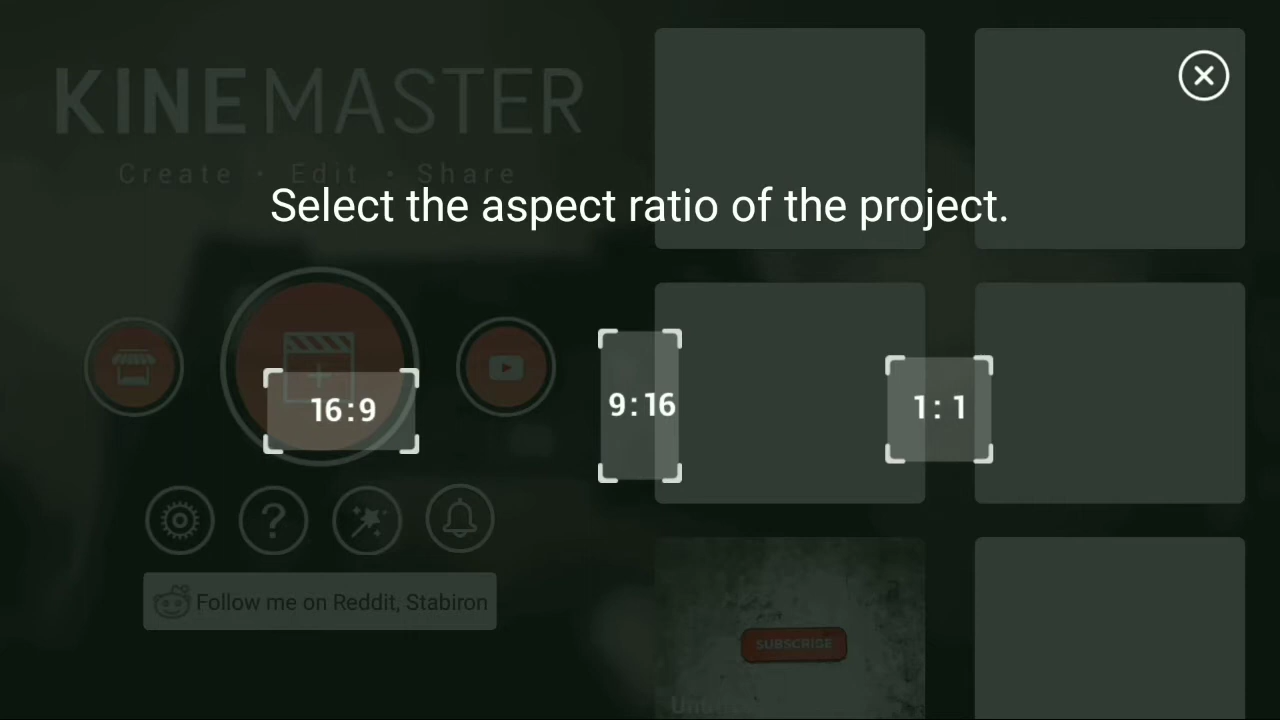 KINEMASTER
Create • Edit • Share
Select the aspect ratio of the project.
16:9
9:16
1:1
Follow me on Reddit, Stabiron
SUBSCRIBE